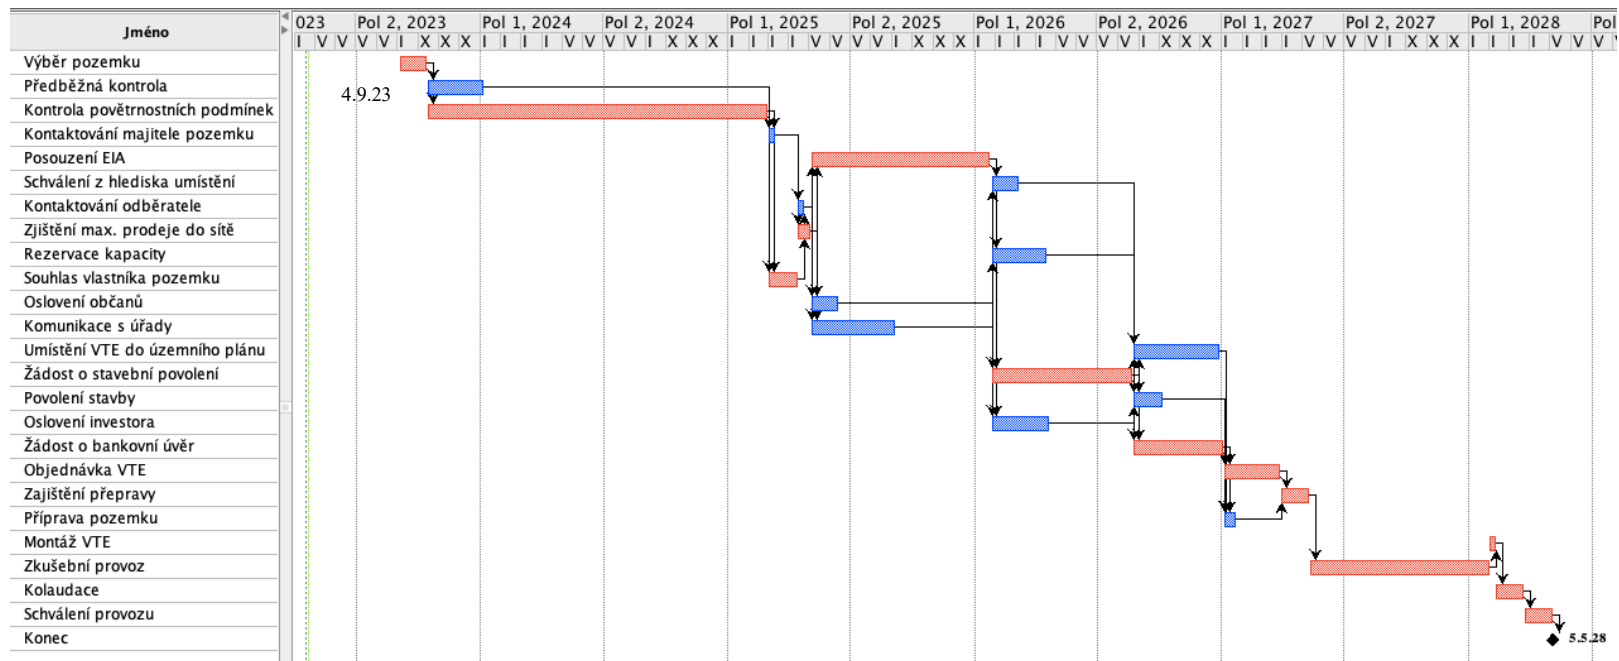 Jméno
023 Pol 2, 2023 Pol 1, 2024 Pol 2, 2024 Pol 1, 2025 Pol 2, 2025 Pol 1, 2026 Pol 2, 2026 Pol 1, 2027 Pol 2, 2027 Pol 1, 2028 Pol
I V V V V I X X X I I I I V V V V I X X X I I I I V V V V I X X X I I I I V V V V I X X X I I I I V V V V I X X X I I I I V V V V
Výběr pozemku
Předběžná kontrola
4.9.23
Kontrola povětrnostních podmínek
Kontaktování majitele pozemku
Posouzení EIA
Schválení z hlediska umístění
Kontaktování odběratele
Zjištění max. prodeje do sítě
Rezervace kapacity
Souhlas vlastníka pozemku
Oslovení občanů
Komunikace s úřady
Umístění VTE do územního plánu
Žádost o stavební povolení
Povolení stavby
Oslovení investora
Žádost o bankovní úvěr
Objednávka VTE
Zajištění přepravy
Příprava pozemku
Montáž VTE
Zkušební provoz
Kolaudace
Schválení provozu
Konec
5.5.28